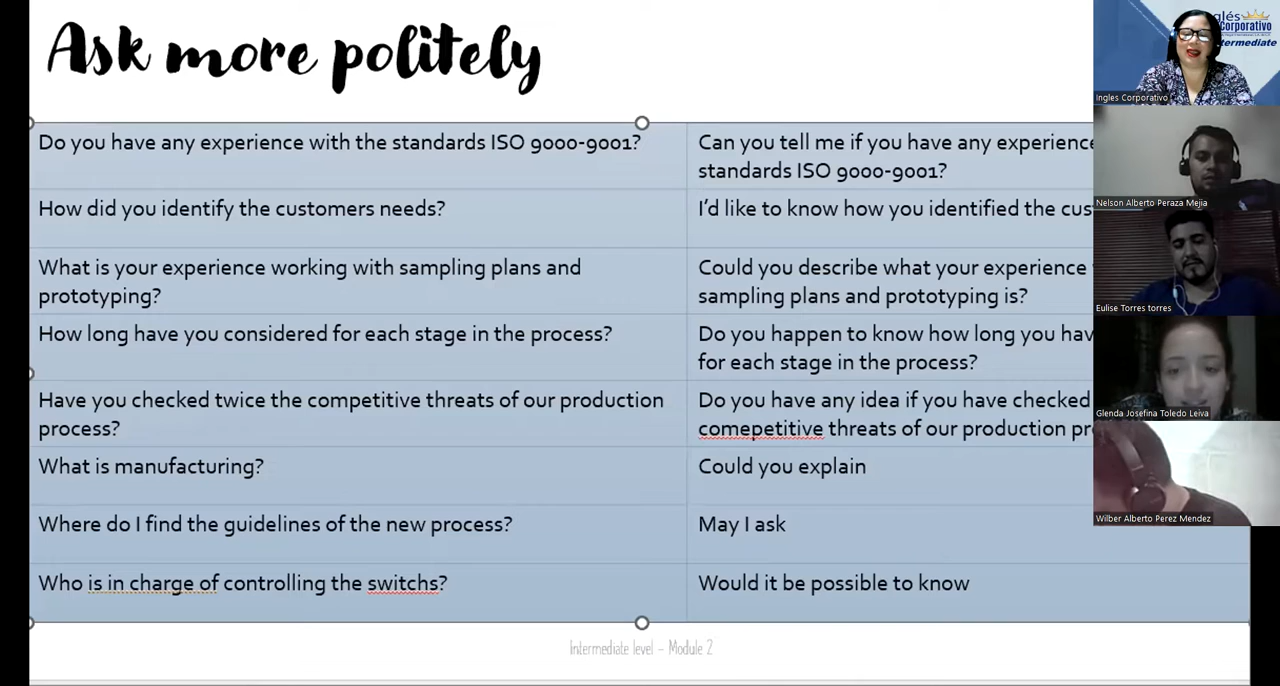 Ask more politely
Do you have any experience with the standards ISO 9000-9001?
Can you tell me if you have any experience
standards ISO 9000-9001?
How did you identify the customers needs?
I'd like to know how you identified the cus
What is your experience working with sampling plans and
prototyping?
Could you describe what your experience
sampling plans and prototyping is?
How long have you considered for each stage in the process?
Do you happen to know how long you hav
for each stage in the process?
Have you checked twice the competitive threats of our production
process?
Do you have any idea if you have checked
comepetitive threats of our production pr
What is manufacturing?
Could you explain
Where do I find the guidelines of the new process?
May I ask
Who is in charge of controlling the switchs?
Would it be possible to know
Intermediate level - Module 2
glés
Corporativo
ntermediate
Ingles Corporativo
Nelson Alberto Peraza Mejia
Eulise Torres torres
Glenda Josefina Toledo Leiva
Wilber Alberto Perez Mendez